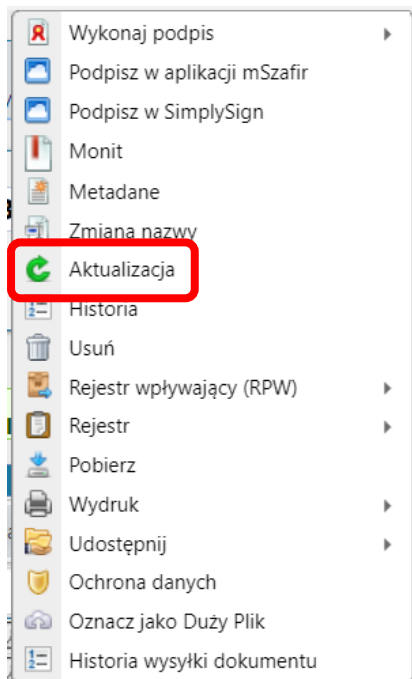 Wykonaj podpis
Podpisz w aplikacji mSzafir
Podpisz w SimplySign
Monit
Metadane
Zmiana nazwy
Aktualizacja
Historia
Usuń
Rejestr wpływający (RPW)
Rejestr
Pobierz
Wydruk
Udostępnij
Ochrona danych
Oznacz jako Duży Plik
Historia wysyłki dokumentu